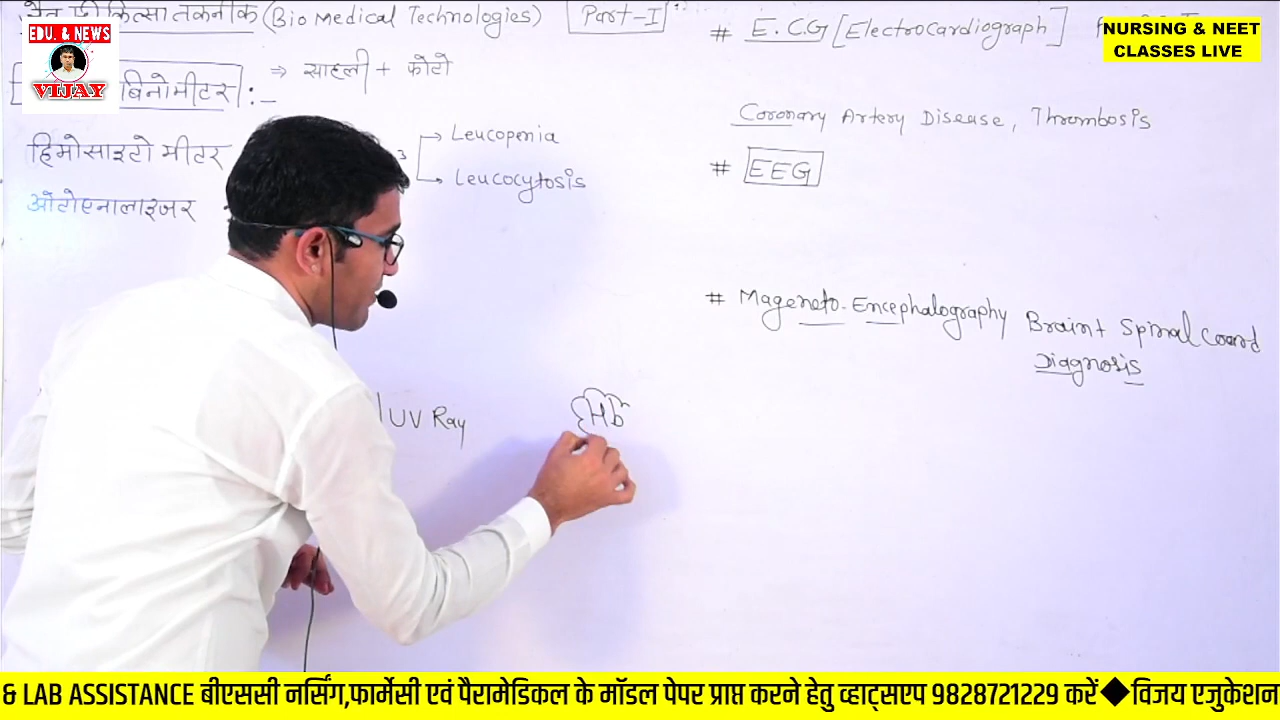 जैव चिकित्सा तकनीक (Bio Medical Technologies) Part-I
EDU. & NEWS
VIJAY
बिनोमीटर :-
⇒ साहली + फोटो
हिमोसाइटो मीटर
ऑटोएनालाइजर
3
Leucopenia
Leucocytosis
UV Ray
Hb
# E.C.G [Electrocardiograph]
NURSING & NEET
CLASSES LIVE
Coronary Artery Disease, Thrombosis
# EEG
# Mageneto-Encephalography Brain + Spinal Coard
Diagnosis
& LAB ASSISTANCE बीएससी नर्सिंग,फार्मेसी एवं पैरामेडिकल के मॉडल पेपर प्राप्त करने हेतु व्हाट्सएप 9828721229 करें◆विजय एजुकेशन